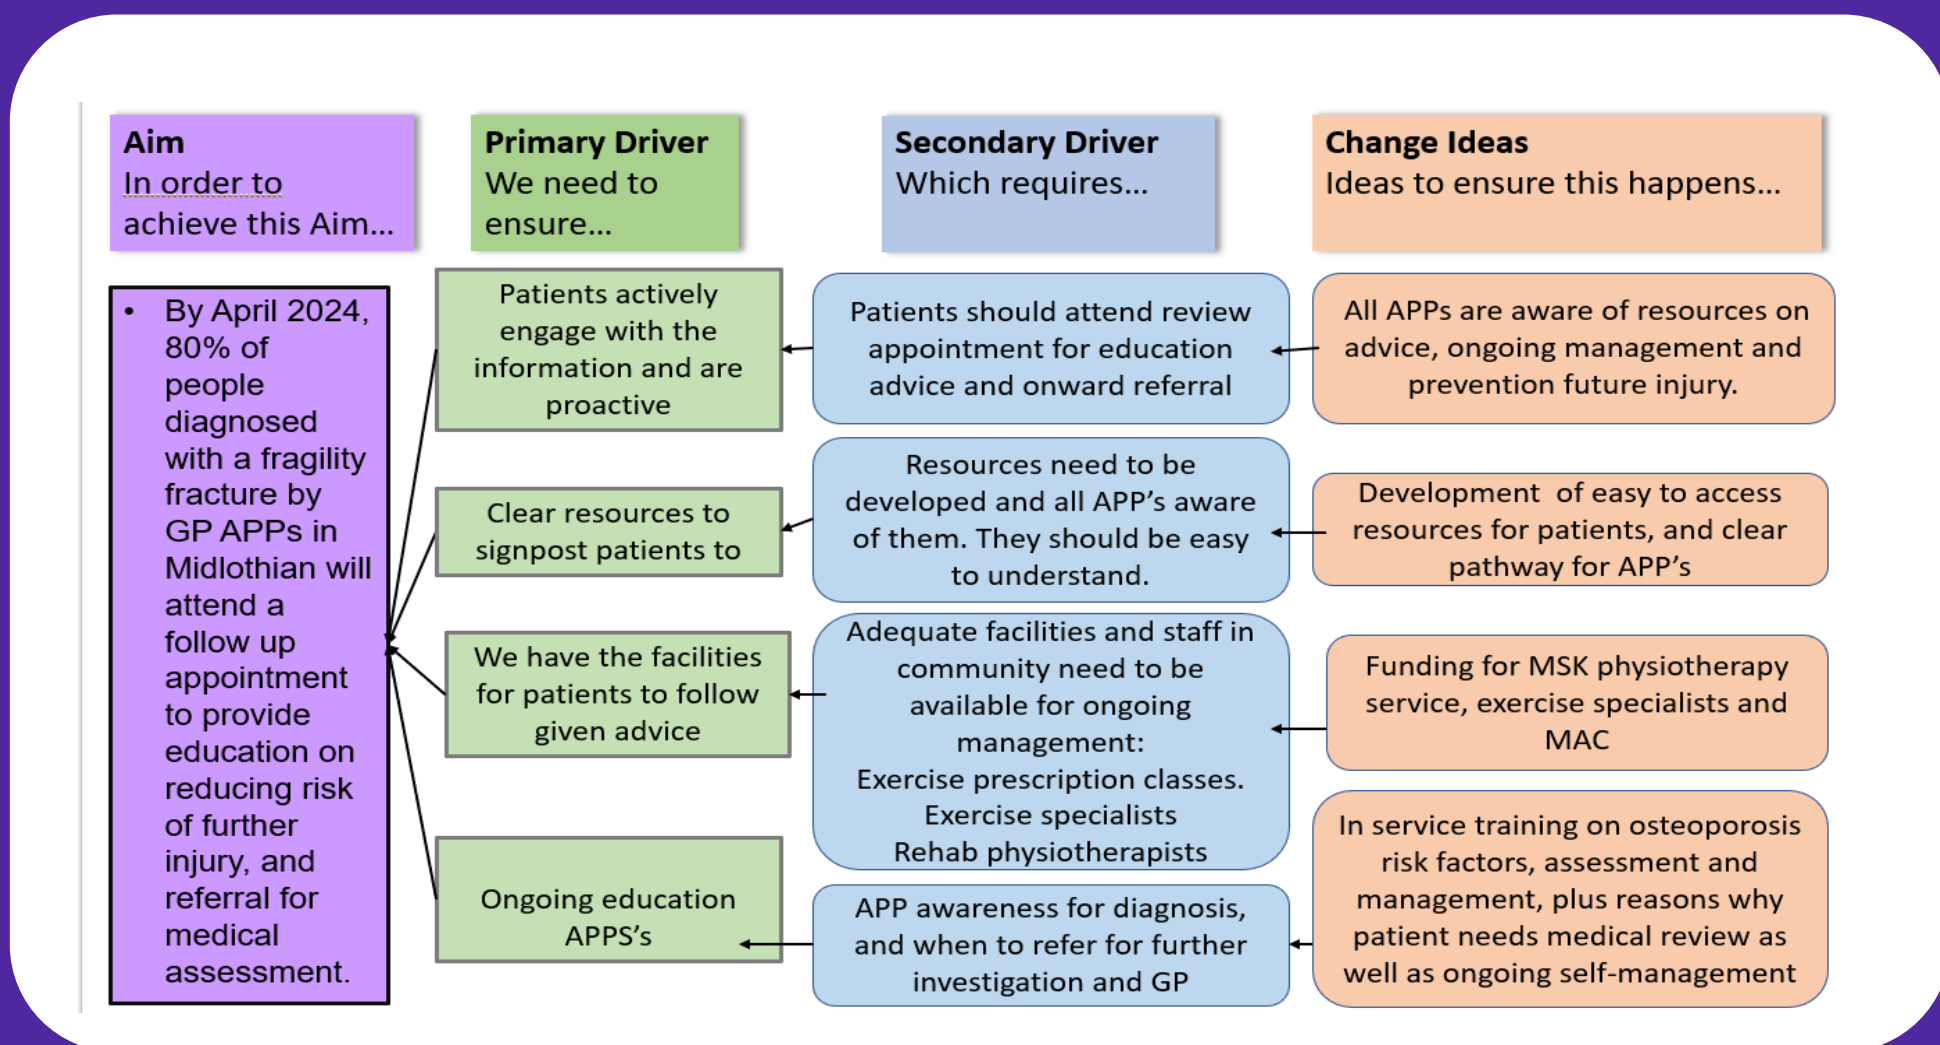 Aim
In order to
achieve this Aim...
Primary Driver
We need to
ensure...
Secondary Driver
Which requires...
Change Ideas
Ideas to ensure this happens...
• By April 2024,
80% of
people
diagnosed
with a fragility
fracture by
GP APPs in
Midlothian will
attend a
follow up
appointment
to provide
education on
reducing risk
of further
injury, and
referral for
medical
assessment.
Patients actively
engage with the
information and are
proactive
Clear resources to
signpost patients to
We have the facilities
for patients to follow
given advice
Ongoing education
APPS’s
Patients should attend review
appointment for education
advice and onward referral
Resources need to be
developed and all APP’s aware
of them. They should be easy
to understand.
Adequate facilities and staff in
community need to be
available for ongoing
management:
Exercise prescription classes.
Exercise specialists
Rehab physiotherapists
APP awareness for diagnosis,
and when to refer for further
investigation and GP
All APPs are aware of resources on
advice, ongoing management and
prevention future injury.
Development of easy to access
resources for patients, and clear
pathway for APP’s
Funding for MSK physiotherapy
service, exercise specialists and
MAC
In service training on osteoporosis
risk factors, assessment and
management, plus reasons why
patient needs medical review as
well as ongoing self-management